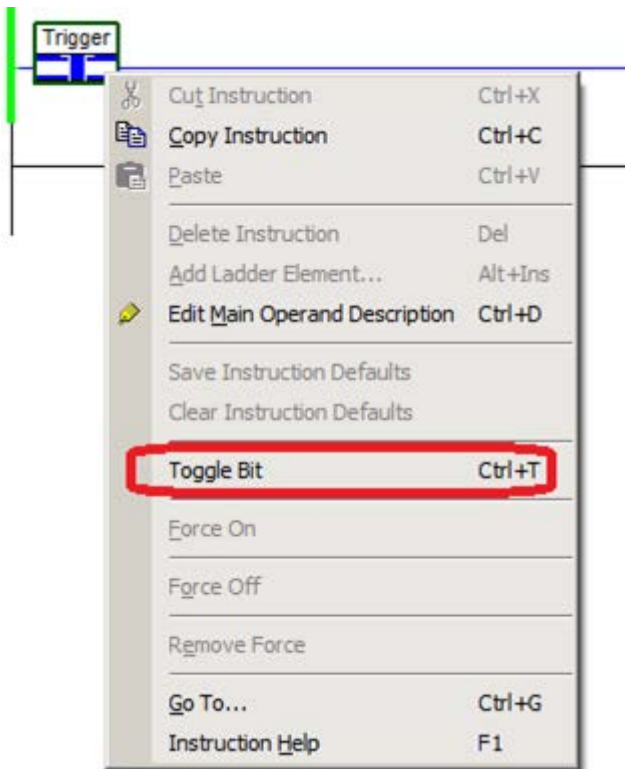 Trigger
Cut Instruction Ctrl+X
Copy Instruction Ctrl+C
Paste Ctrl+V
Delete Instruction Del
Add Ladder Element... Alt+Ins
Edit Main Operand Description Ctrl+D
Save Instruction Defaults
Clear Instruction Defaults
Toggle Bit Ctrl+T
Force On
Force Off
Remove Force
Go To... Ctrl+G
Instruction Help F1